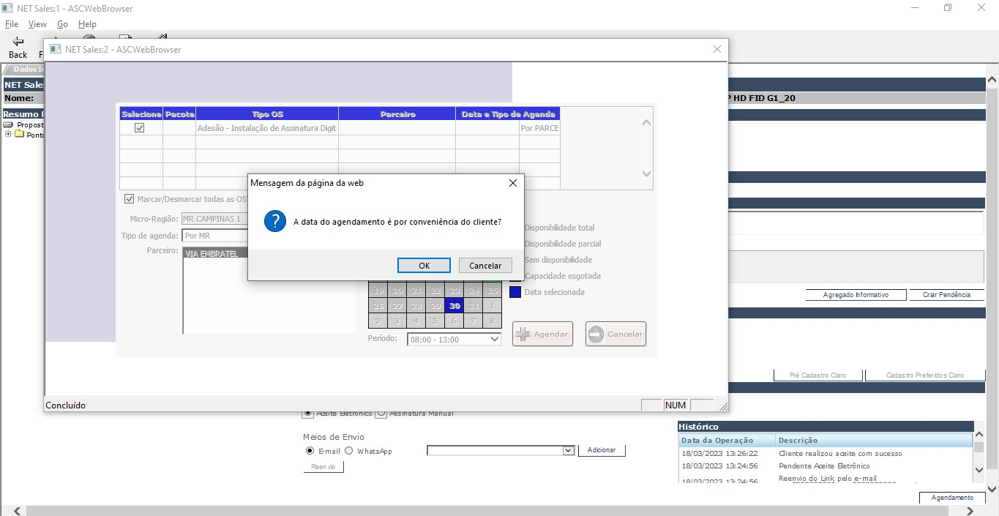 NET Sales:1 - ASCWebBrowser
File View Go Help
Back
NET Sales:2 - ASCWebBrowser
Dados
NET Sale
Nome:
HD FID G1_20
Resumo
Propost
Ponto
Selecione Pacote Tipo OS Parceiro Data e Tipo de Agenda
Adesão - Instalação de Assinatura Digit Por PARCE
Marcar/Desmarcar todas as OS
Micro-Região: MR CAMPINAS 1
Tipo de agenda: Por MR
Parceiro: VIA EMBRATEL
Mensagem da página da web
A data do agendamento é por conveniência do cliente?
OK Cancelar
Disponibilidade total
Disponibilidade parcial
Sem disponibilidade
Capacidade esgotada
Data selecionada
19 20 21 22 23 24 25
26 27 28 29 30 31 1
2 3 4 5 6 7 8
Período: 08:00 - 13:00
Agendar Cancelar
Agregado Informativo Criar Pendência
Pré Cadastro Claro Cadastro Preferidos Claro
Concluído NUM
Aceite Eletrônico Assinatura Manual
Meios de Envio
E-mail WhatsApp Adicionar
Reenvio
Histórico
Data da Operação Descrição
18/03/2023 13:26:22 Cliente realizou aceite com sucesso
18/03/2023 13:24:56 Pendente Aceite Eletrônico
18/03/2023 13:24:56 Reenvio do Link pelo e-mail
Agendamento